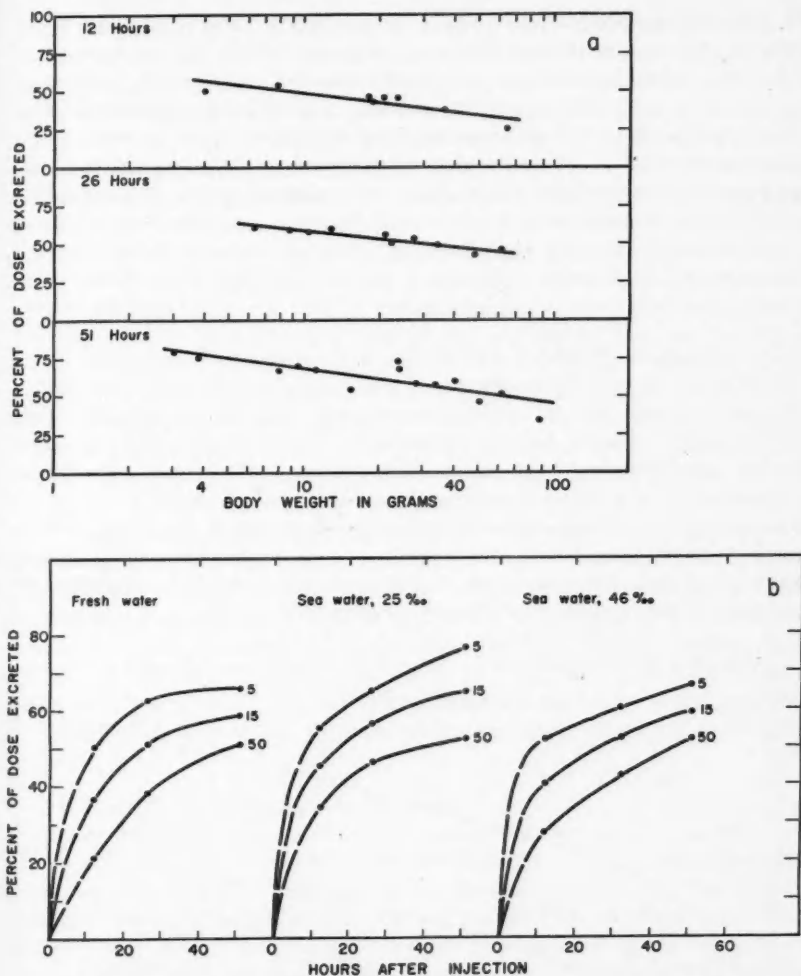 100
12 Hours
a
75
50
25
0
26 Hours
75
50
25
0
51 Hours
75
50
25
0
1 4 10 40 100
BODY WEIGHT IN GRAMS
PERCENT OF DOSE EXCRETED
b
Fresh water
Sea water, 25 ‰
Sea water, 46 ‰
80
60
40
20
5
15
50
5
15
50
5
15
50
0 20 40 0 20 40 0 20 40 60
HOURS AFTER INJECTION
PERCENT OF DOSE EXCRETED